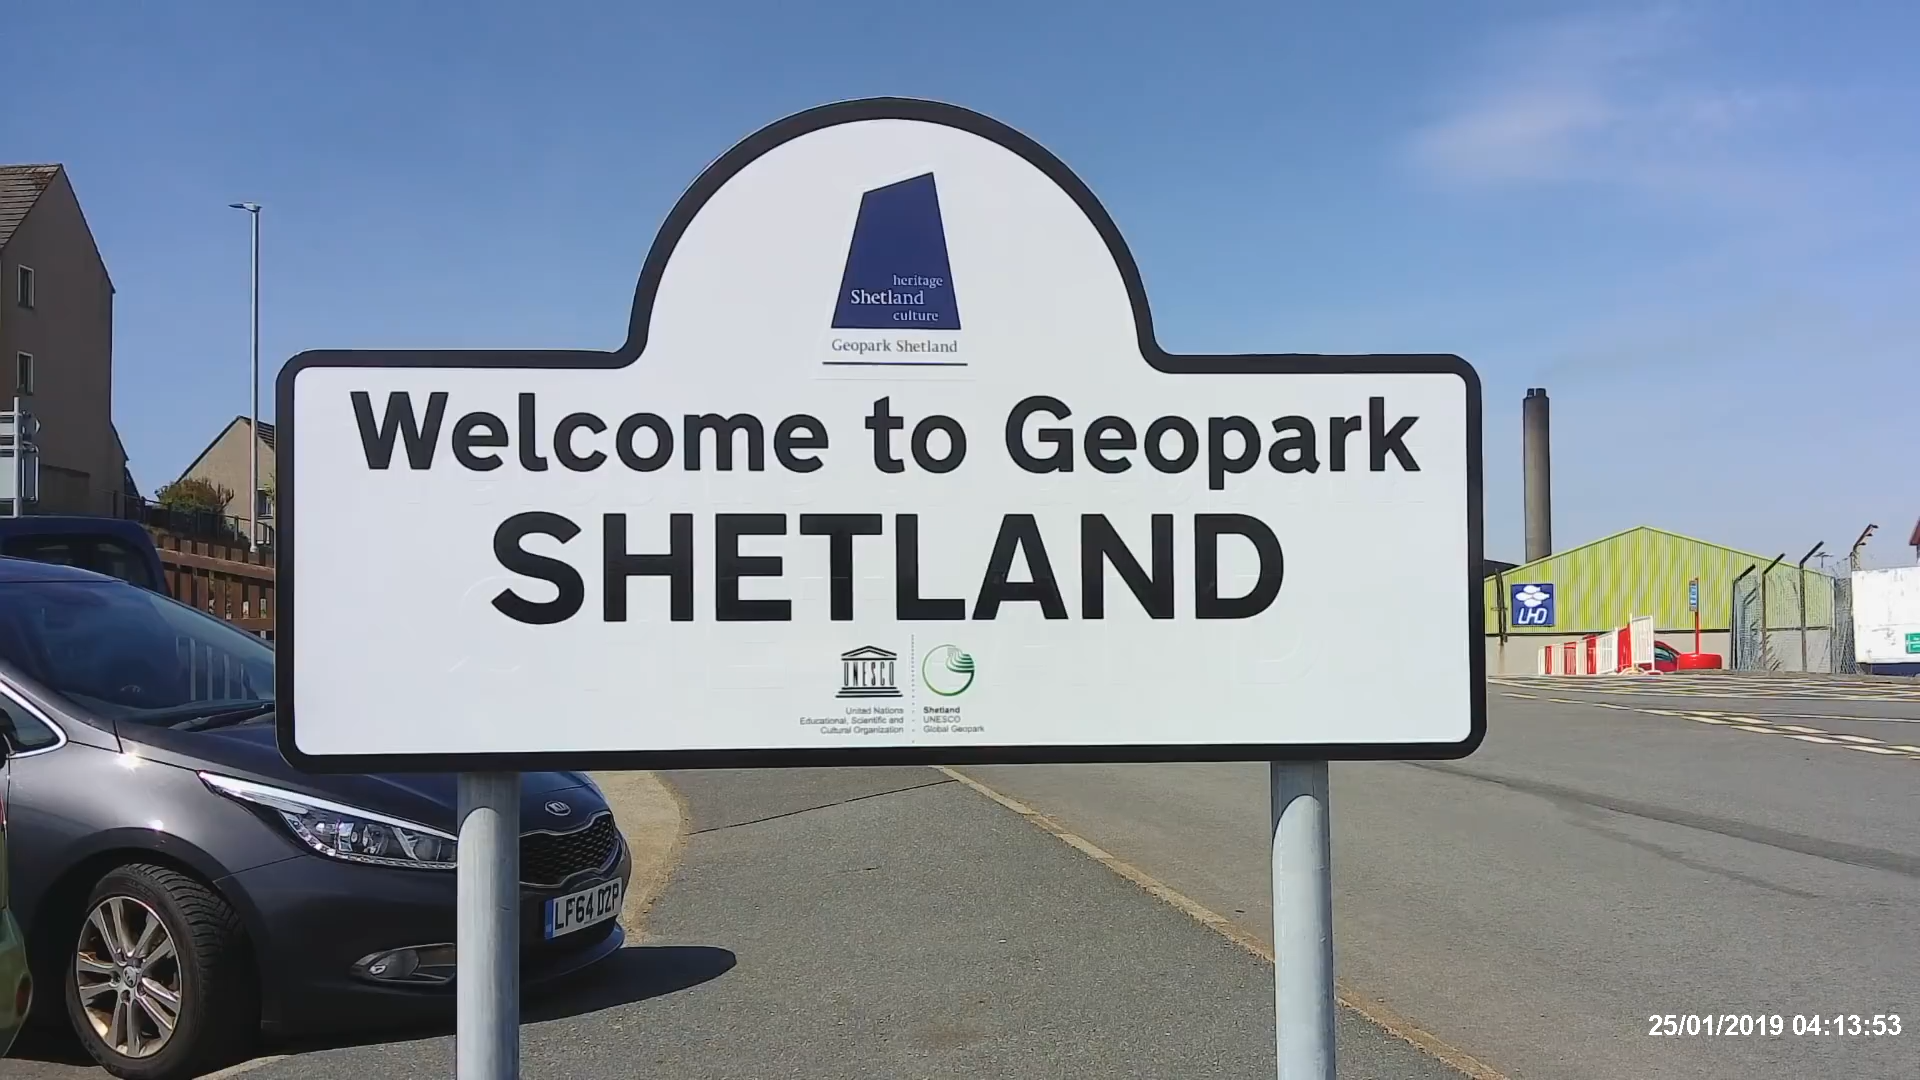 heritage
Shetland
culture
Geopark Shetland
Welcome to Geopark
SHETLAND
UNESCO
United Nations
Educational, Scientific and
Cultural Organization
Shetland
UNESCO
Global Geopark
LHD
KIA
LF64 DZP
25/01/2019 04:13:53